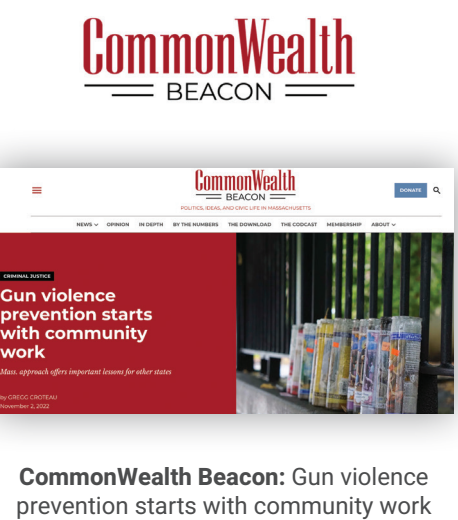 CommonWealth
BEACON
CommonWealth
BEACON
POLITICS, IDEAS, AND CIVIC LIFE IN MASSACHUSETTS
DONATE
NEWS OPINION IN DEPTH BY THE NUMBERS THE DOWNLOAD THE CODCAST MEMBERSHIP ABOUT
CRIMINAL JUSTICE
Gun violence
prevention starts
with community
work
Mass. approach offers important lessons for other states
by GREGG CROTEAU
November 2, 2022
CommonWealth Beacon: Gun violence
prevention starts with community work